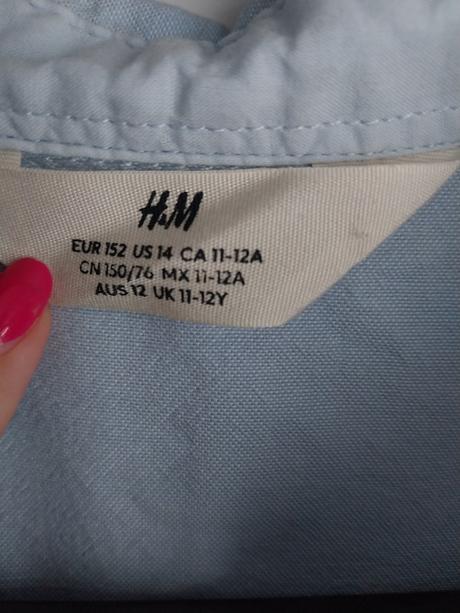 H&M
EUR 152 US 14 CA 11-12A
CN 150/76 MX 11-12A
AUS 12 UK 11-12Y